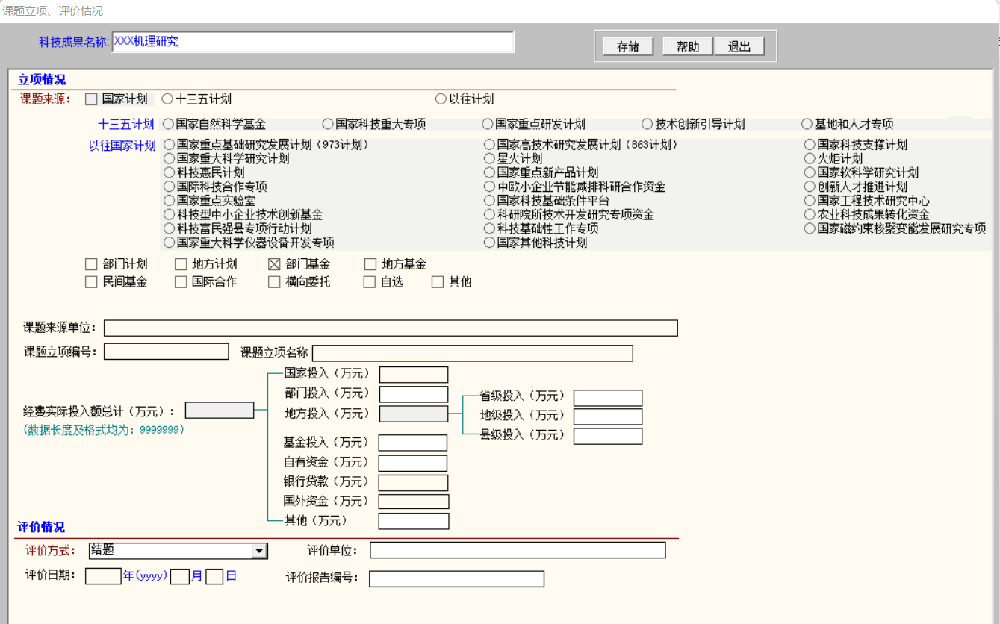 课题立项、评价情况
科技成果名称: XXX机理研究 存储 帮助 退出
立项情况
课题来源: 国家计划 十三五计划 以往计划
十三五计划 国家自然科学基金 国家科技重大专项 国家重点研发计划 技术创新引导计划 基地和人才专项
以往国家计划 国家重点基础研究发展计划（973计划） 国家高技术研究发展计划（863计划） 国家科技支撑计划
国家重大科学研究计划 星火计划 火炬计划
科技惠民计划 国家重点新产品计划 国家软科学研究计划
国际科技合作专项 中欧小企业节能减排科研合作资金 创新人才推进计划
国家重点实验室 国家科技基础条件平台 国家工程技术研究中心
科技型中小企业技术创新基金 科研院所技术开发研究专项资金 农业科技成果转化资金
科技富民强县专项行动计划 科技基础性工作专项 国家磁约束核聚变能发展研究专项
国家重大科学仪器设备开发专项 国家其他科技计划
部门计划 地方计划 部门基金 地方基金
民间基金 国际合作 横向委托 自选 其他
课题来源单位:
课题立项编号: 课题立项名称
国家投入（万元）
部门投入（万元） 省级投入（万元）
经费实际投入额总计（万元）: 地方投入（万元） 地级投入（万元）
(数据长度及格式均为: 9999999) 县级投入（万元）
基金投入（万元）
自有资金（万元）
银行贷款（万元）
国外资金（万元）
其他（万元）
评价情况
评价方式: 结题 评价单位:
评价日期: 年(yyyy) 月 日 评价报告编号: